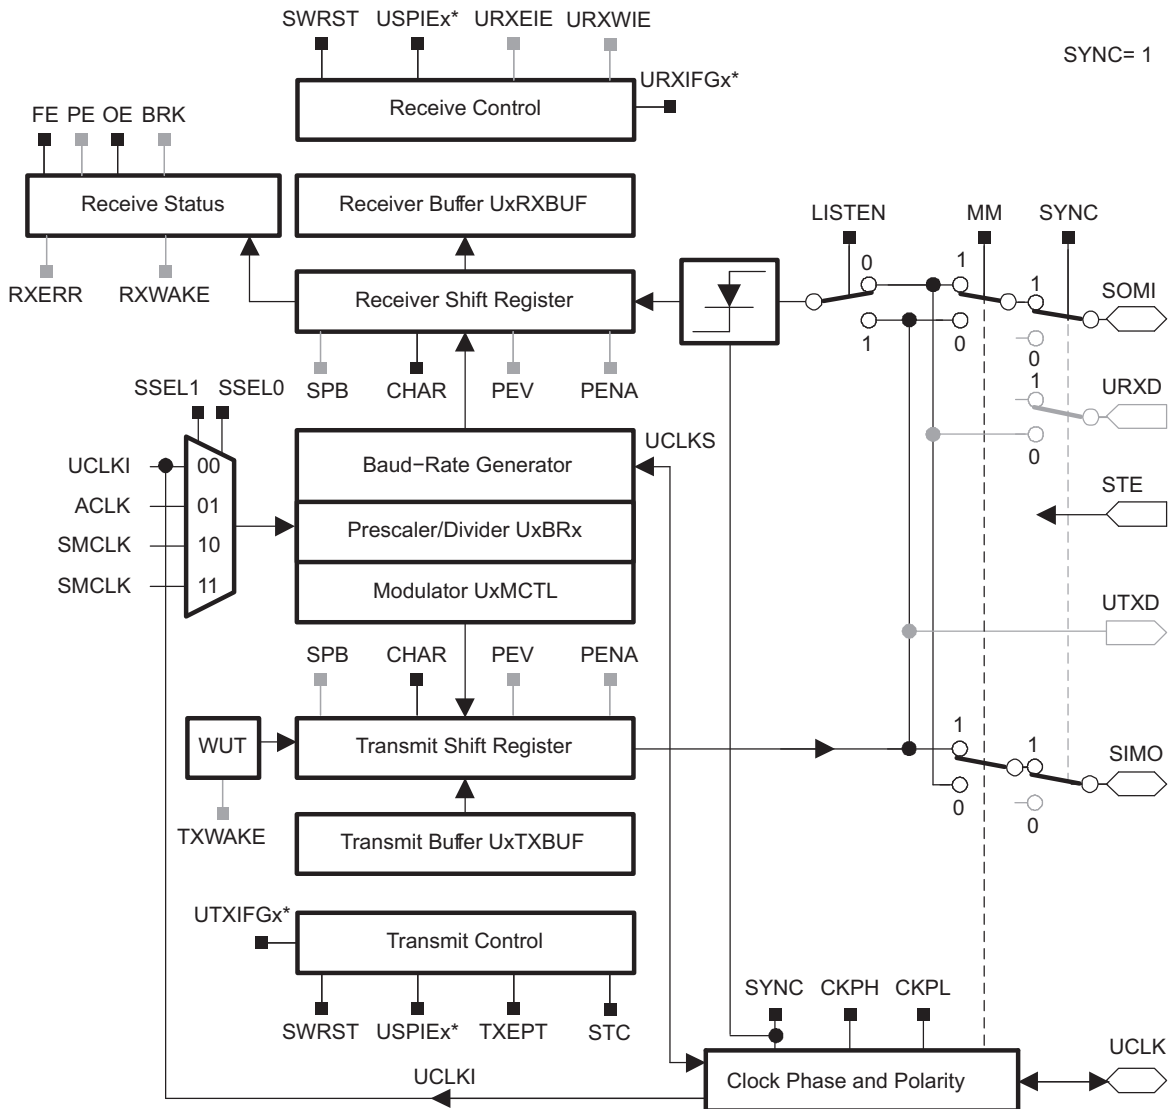 SWRST USPIEx* URXEIE URXWIE
SYNC= 1
Receive Control
URXIFGx*
FE PE OE BRK
Receive Status
Receiver Buffer UxRXBUF
LISTEN MM SYNC
RXERR RXWAKE
Receiver Shift Register
0 1 1
SOMI
1 0 0
SPB CHAR PEV PENA
SSEL1 SSEL0
1
URXD
0
UCLKS
UCLKI 00
Baud−Rate Generator
ACLK 01
STE
Prescaler/Divider UxBRx
SMCLK 10
SMCLK 11
Modulator UxMCTL
UTXD
SPB CHAR PEV PENA
WUT
Transmit Shift Register
1 1
SIMO
0 0
TXWAKE
Transmit Buffer UxTXBUF
UTXIFGx*
Transmit Control
SWRST USPIEx* TXEPT STC
SYNC CKPH CKPL
UCLK
UCLKI
Clock Phase and Polarity